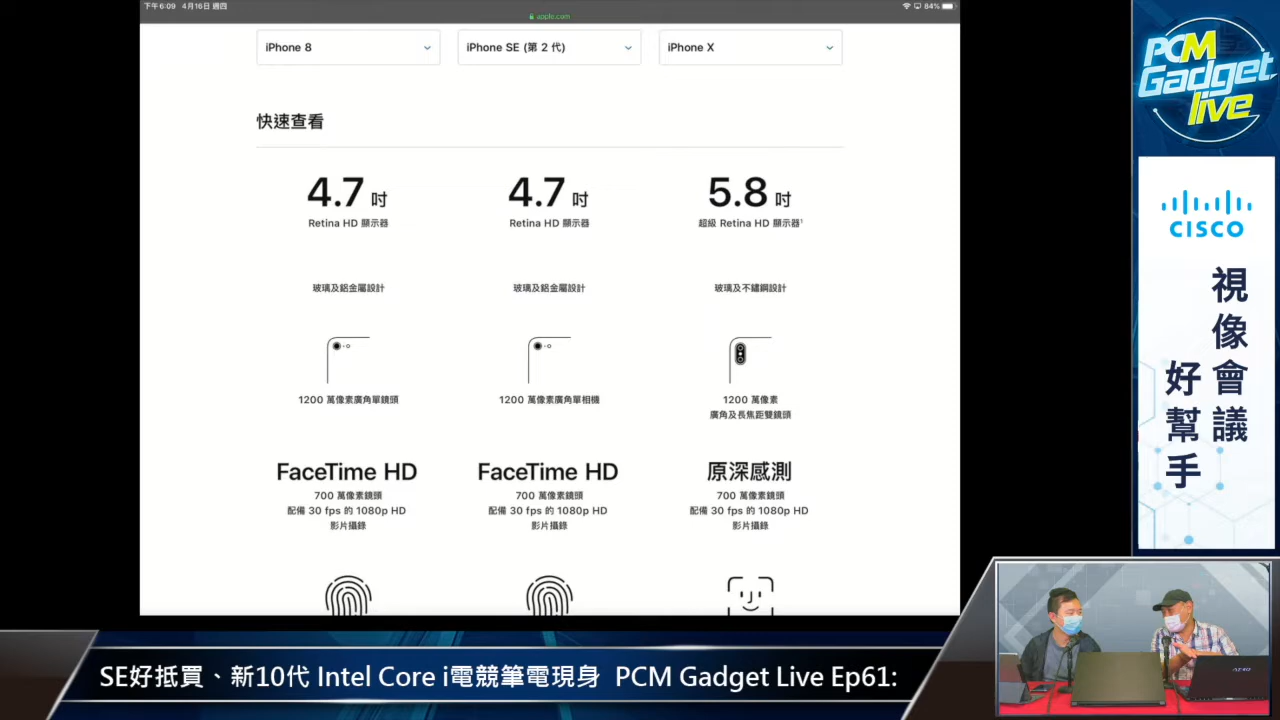 下午6:09 4月16日 週四
84%
apple.com
iPhone 8
iPhone SE (第 2 代)
iPhone X
快速查看
4.7 吋
Retina HD 顯示器
4.7 吋
Retina HD 顯示器
5.8 吋
超級 Retina HD 顯示器¹
玻璃及鋁金屬設計
玻璃及鋁金屬設計
玻璃及不鏽鋼設計
1200 萬像素廣角單鏡頭
1200 萬像素廣角單相機
1200 萬像素
廣角及長焦距雙鏡頭
FaceTime HD
700 萬像素鏡頭
配備 30 fps 的 1080p HD
影片攝錄
FaceTime HD
700 萬像素鏡頭
配備 30 fps 的 1080p HD
影片攝錄
原深感測
700 萬像素鏡頭
配備 30 fps 的 1080p HD
影片攝錄
PCM
Gadget
live
CISCO
視像會議
好幫手
SE好抵買、新10代 Intel Core i電競筆電現身 PCM Gadget Live Ep61:
AERO